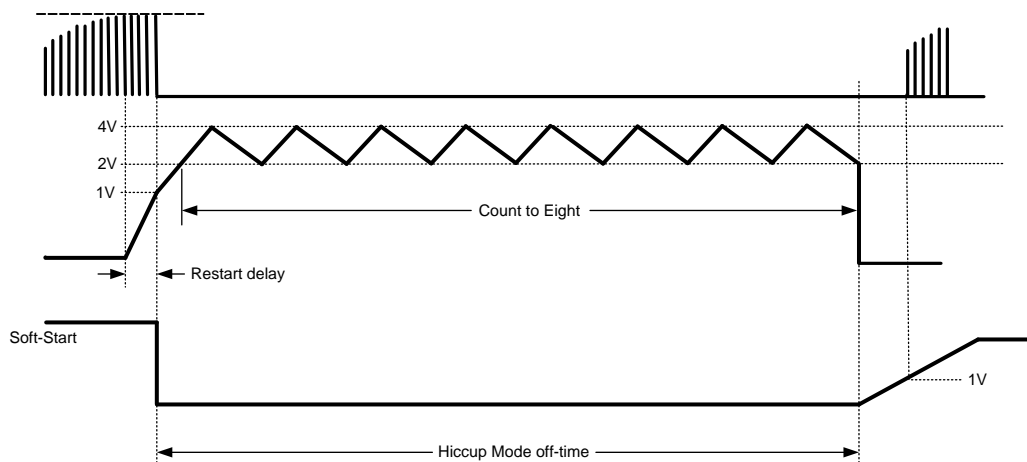 4V
2V
1V
Count to Eight
Restart delay
Soft-Start
1V
Hiccup Mode off-time